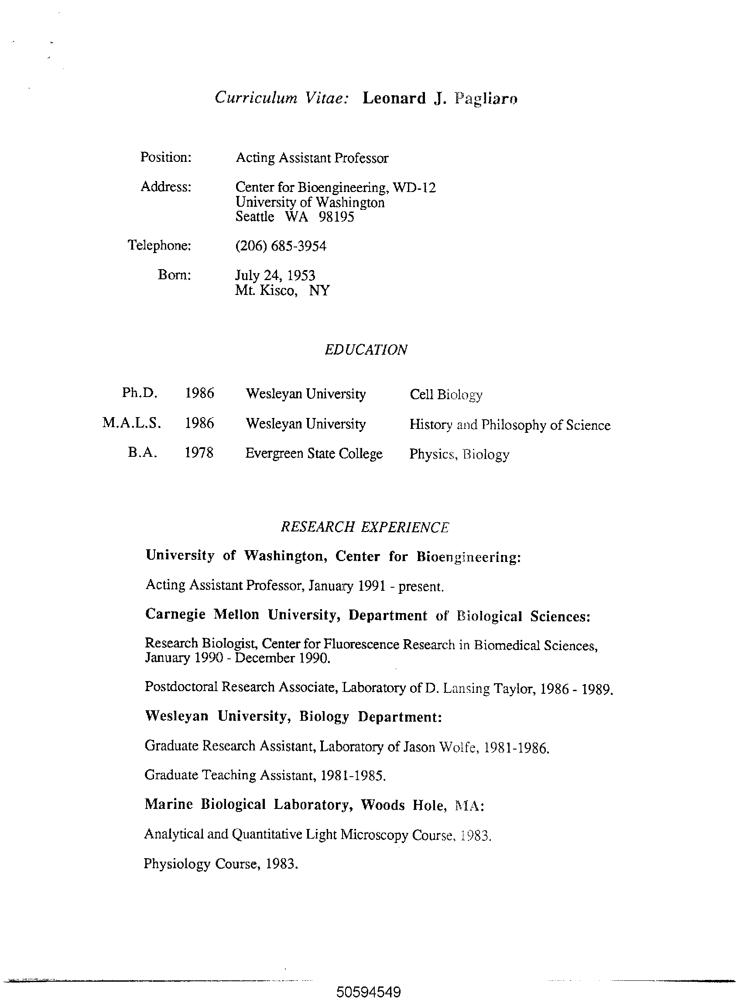 Curriculum Vitae: Leonard J. Pagliaro
Position: Acting Assistant Professor
Address: Center for Bioengineering, WD-12
University of Washington
Seattle WA 98195
Telephone: (206) 685-3954
Born: July 24, 1953
Mt. Kisco, NY
EDUCATION
Ph.D. 1986 Wesleyan University Cell Biology
M.A.L.S. 1986 Wesleyan University History and Philosophy of Science
B.A. 1978 Evergreen State College Physics, Biology
RESEARCH EXPERIENCE
University of Washington, Center for Bioengineering:
Acting Assistant Professor, January 1991 - present.
Carnegie Mellon University, Department of Biological Sciences:
Research Biologist, Center for Fluorescence Research in Biomedical Sciences,
January 1990 - December 1990.
Postdoctoral Research Associate, Laboratory of D. Lansing Taylor, 1986 - 1989.
Wesleyan University, Biology Department:
Graduate Research Assistant, Laboratory of Jason Wolfe, 1981-1986.
Graduate Teaching Assistant, 1981-1985.
Marine Biological Laboratory, Woods Hole, MA:
Analytical and Quantitative Light Microscopy Course, 1983.
Physiology Course, 1983.
50594549